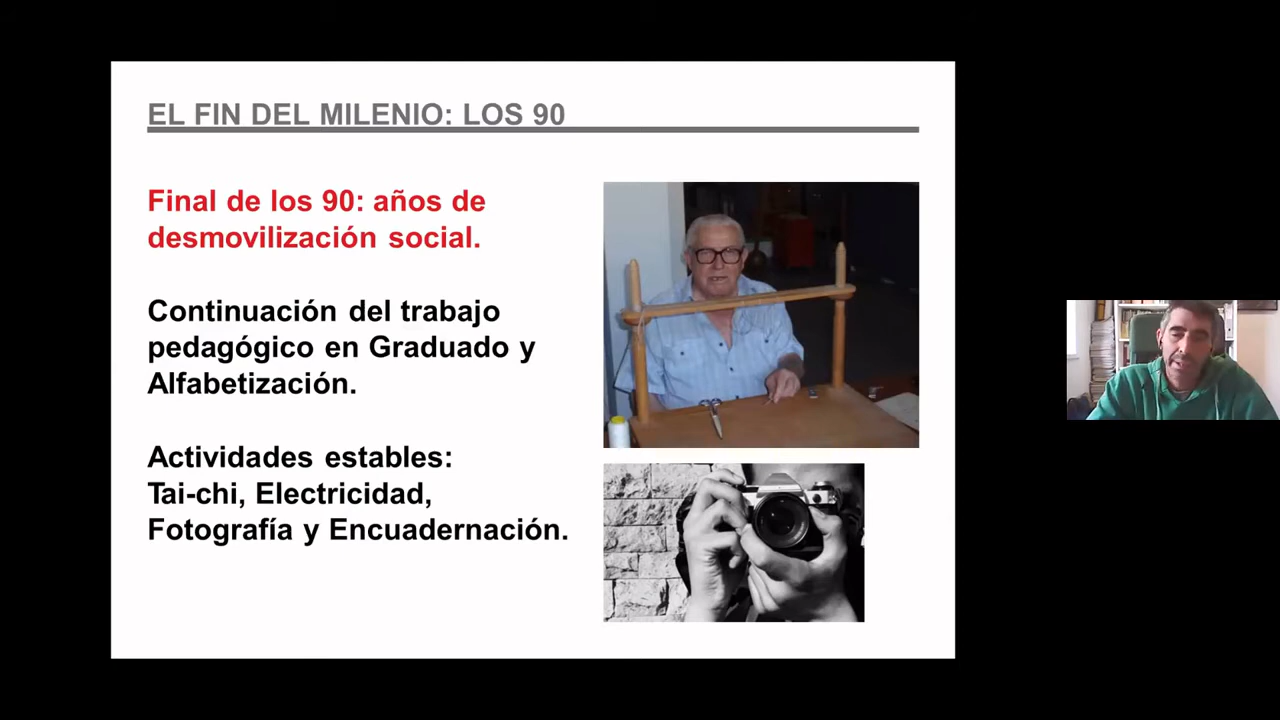 EL FIN DEL MILENIO: LOS 90
Final de los 90: años de
desmovilización social.
Continuación del trabajo
pedagógico en Graduado y
Alfabetización.
Actividades estables:
Tai-chi, Electricidad,
Fotografía y Encuadernación.